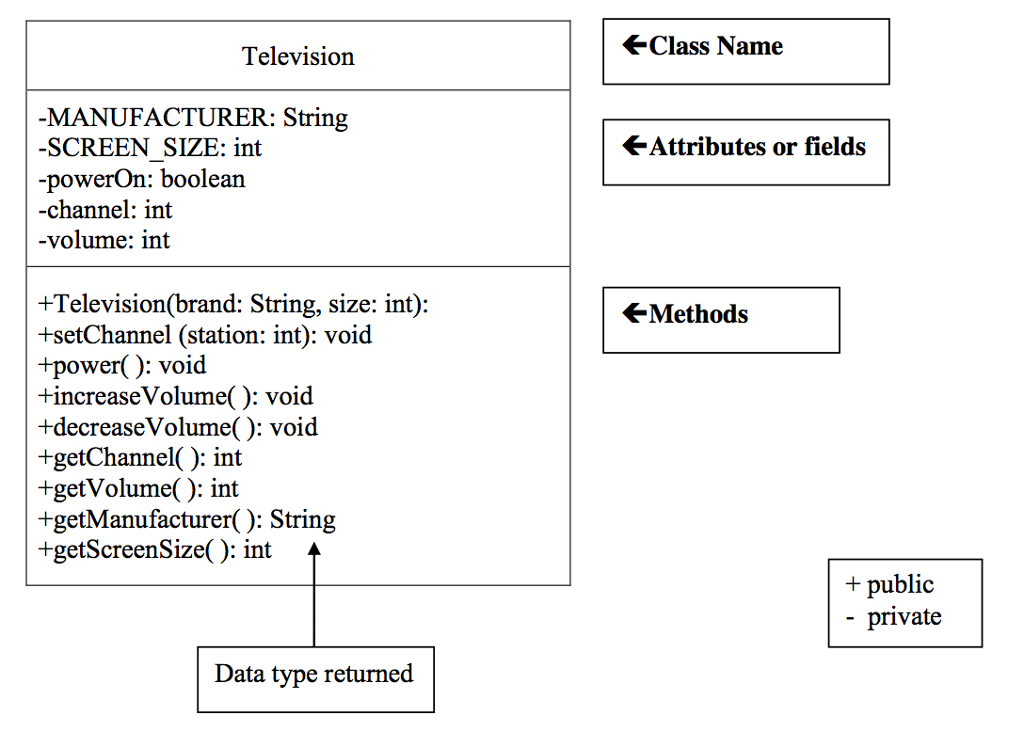 Television
-MANUFACTURER: String
-SCREEN_SIZE: int
-powerOn: boolean
-channel: int
-volume: int
+Television(brand: String, size: int):
+setChannel (station: int): void
+power( ): void
+increaseVolume( ): void
+decreaseVolume( ): void
+getChannel( ): int
+getVolume( ): int
+getManufacturer( ): String
+getScreenSize( ): int
←Class Name
←Attributes or fields
←Methods
Data type returned
+ public
- private